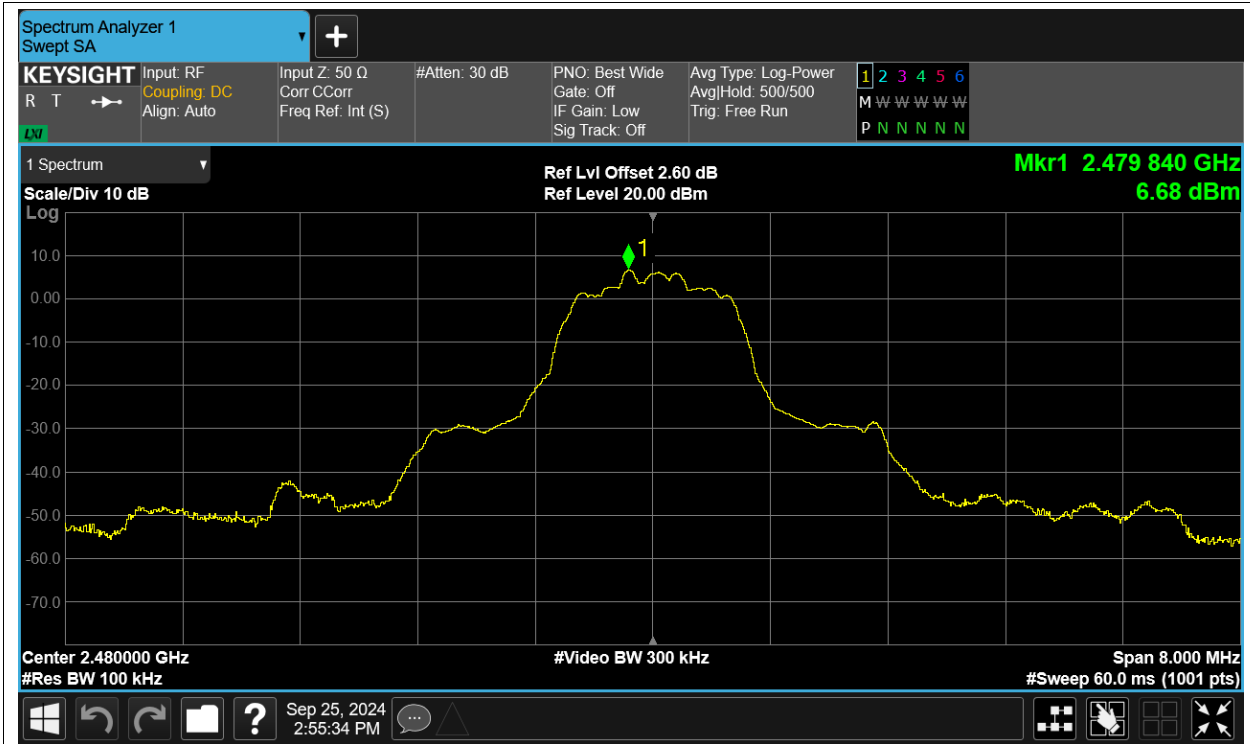 Spectrum Analyzer 1
Swept SA
KEYSIGHT
R T
LXI
Input: RF
Coupling: DC
Align: Auto
Input Z: 50 Ω
Corr CCorr
Freq Ref: Int (S)
#Atten: 30 dB
PNO: Best Wide
Gate: Off
IF Gain: Low
Sig Track: Off
Avg Type: Log-Power
Avg|Hold: 500/500
Trig: Free Run
1 2 3 4 5 6
M W W W W W
P N N N N N
1 Spectrum
Scale/Div 10 dB
Log
Ref Lvl Offset 2.60 dB
Ref Level 20.00 dBm
Mkr1 2.479 840 GHz
6.68 dBm
1
10.0
0.00
-10.0
-20.0
-30.0
-40.0
-50.0
-60.0
-70.0
Center 2.480000 GHz
#Video BW 300 kHz
Span 8.000 MHz
#Res BW 100 kHz
#Sweep 60.0 ms (1001 pts)
?
Sep 25, 2024
2:55:34 PM